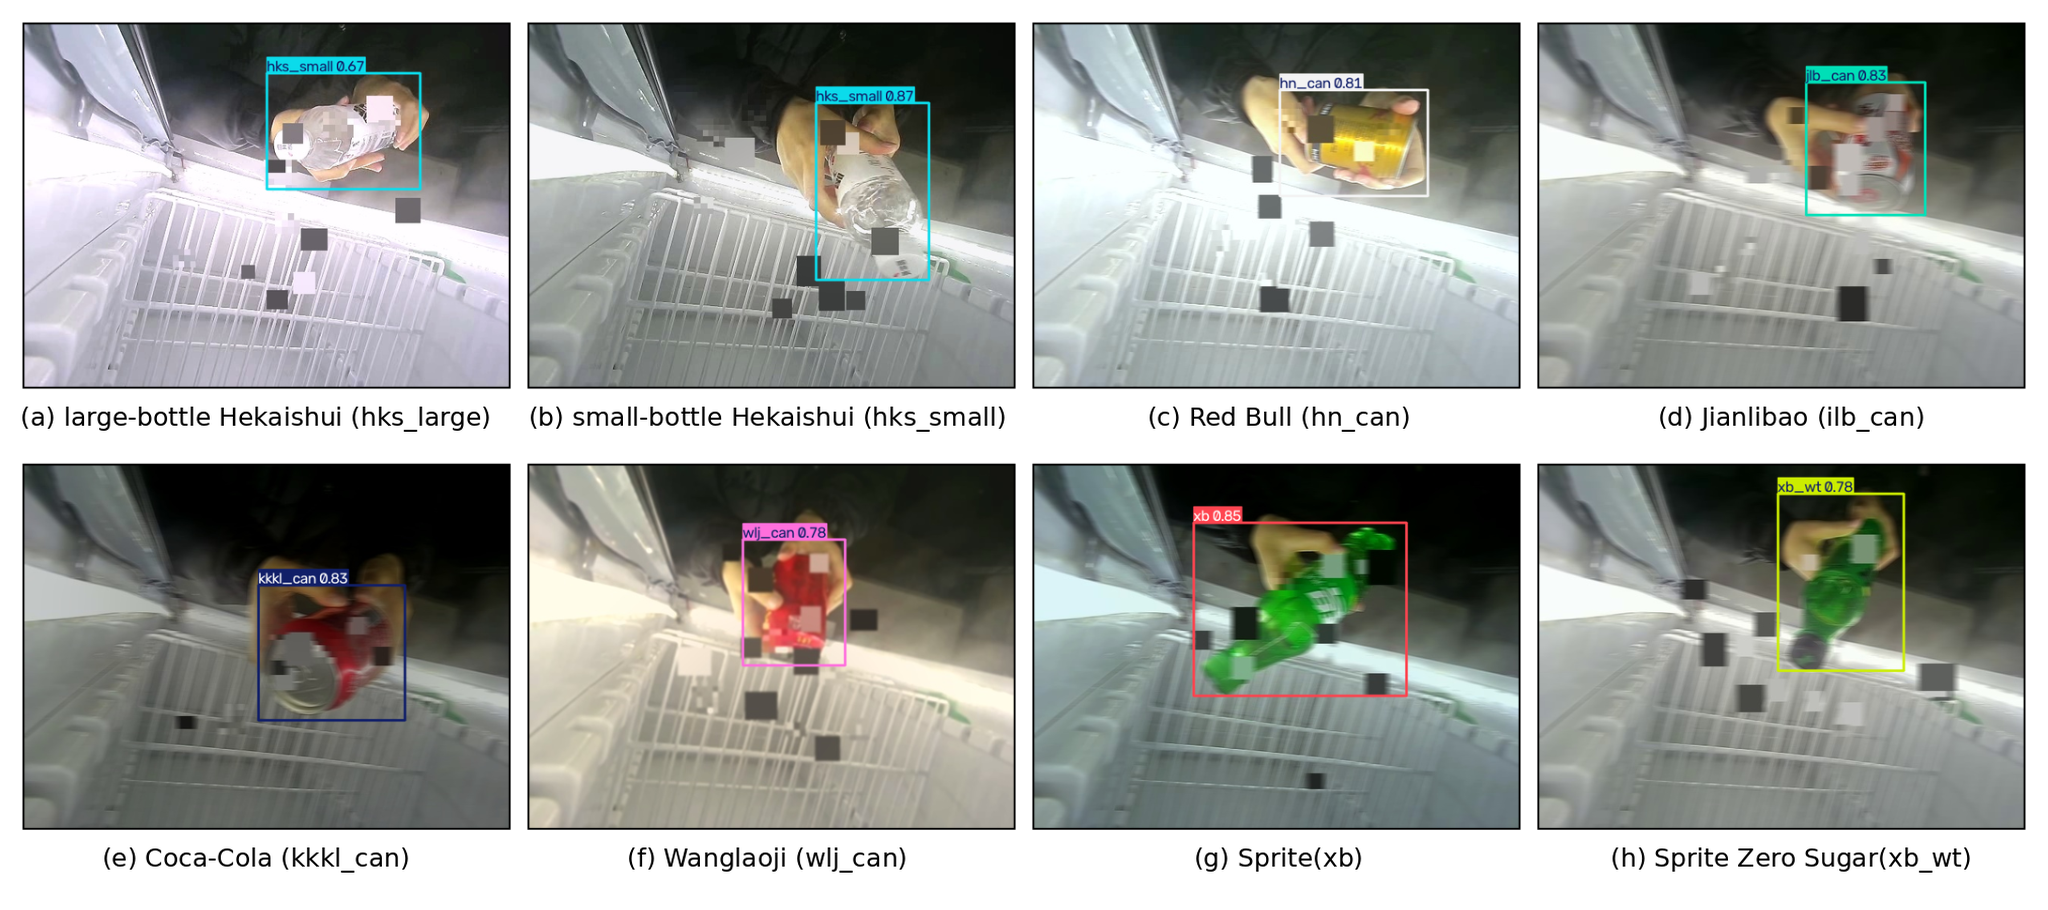 hks_small 0.67
hks_small 0.87
hn_can 0.81
jlb_can 0.83
(a) large-bottle Hekaishui (hks_large)
(b) small-bottle Hekaishui (hks_small)
(c) Red Bull (hn_can)
(d) Jianlibao (ilb_can)
kkkl_can 0.83
wlj_can 0.78
xb 0.85
xb_wt 0.78
(e) Coca-Cola (kkkl_can)
(f) Wanglaoji (wlj_can)
(g) Sprite(xb)
(h) Sprite Zero Sugar(xb_wt)